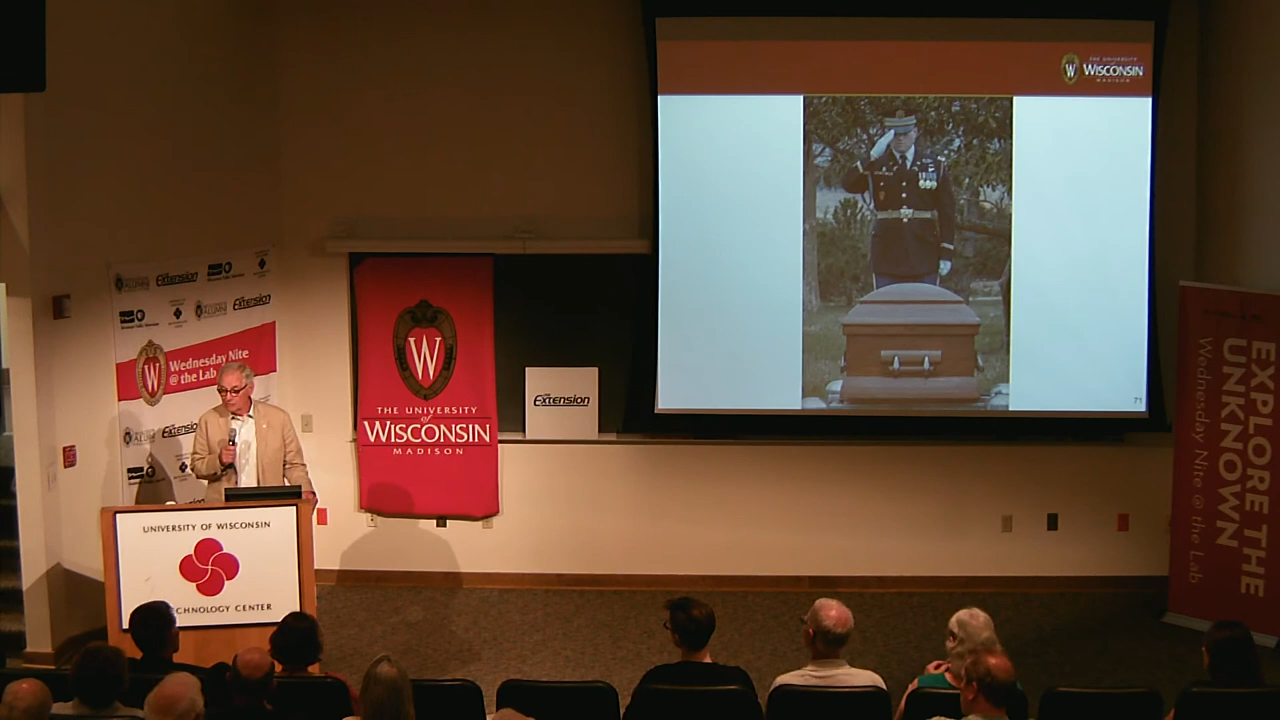 THE UNIVERSITY
WISCONSIN
MADISON
71
Extension
Extension
Wednesday Nite
@ the Lab
Extension
THE UNIVERSITY
of
WISCONSIN
MADISON
Extension
UNIVERSITY OF WISCONSIN
CHNOLOGY CENTER
EXPLORE THE
UNKNOWN
Wednesday Nite @ the Lab